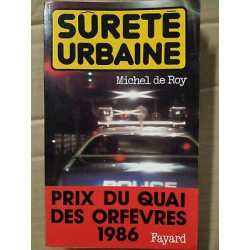 SÛRETÉ
URBAINE
Michel de Roy
POLICE
PRIX DU QUAI
DES ORFÈVRES
1986
Fayard